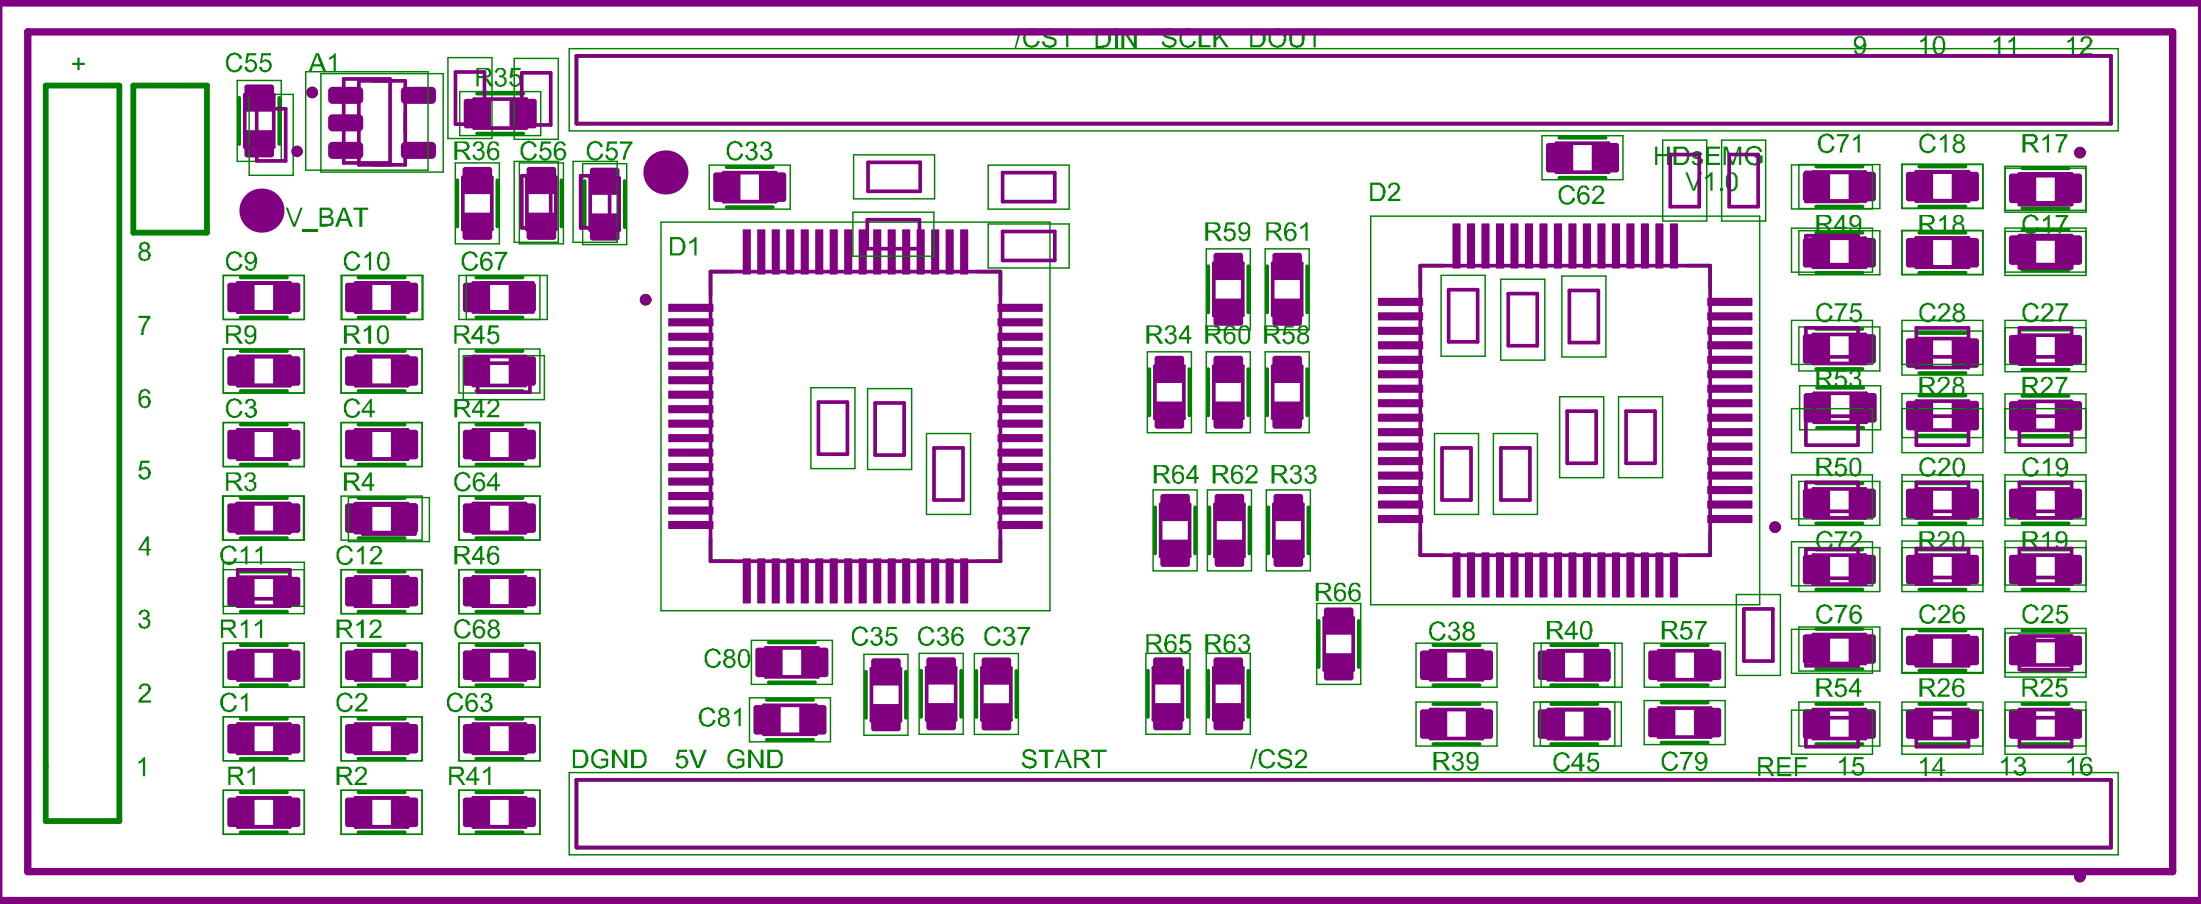 /CST DIN SCLK DOUT
9 10 11 12
+
C55 A1 R35
R36 C56 C57 C33
C62
HDsEMG
V1.0
C71 C18 R17
V_BAT
D1
D2
R59 R61
R49 R18 C17
8
C9 C10 C67
7
R9 R10 R45
R34 R60 R58
C75 C28 C27
6
C3 C4 R42
R53 R28 R27
5
R3 R4 C64
R64 R62 R33
R50 C20 C19
4
C11 C12 R46
C72 R20 R19
R66
3
R11 R12 C68
C80
C35 C36 C37
R65 R63
C38 R40 R57
C76 C26 C25
2
C1 C2 C63
C81
R54 R26 R25
1
R1 R2 R41
DGND 5V GND START /CS2
R39 C45 C79
REF 15 14 13 16